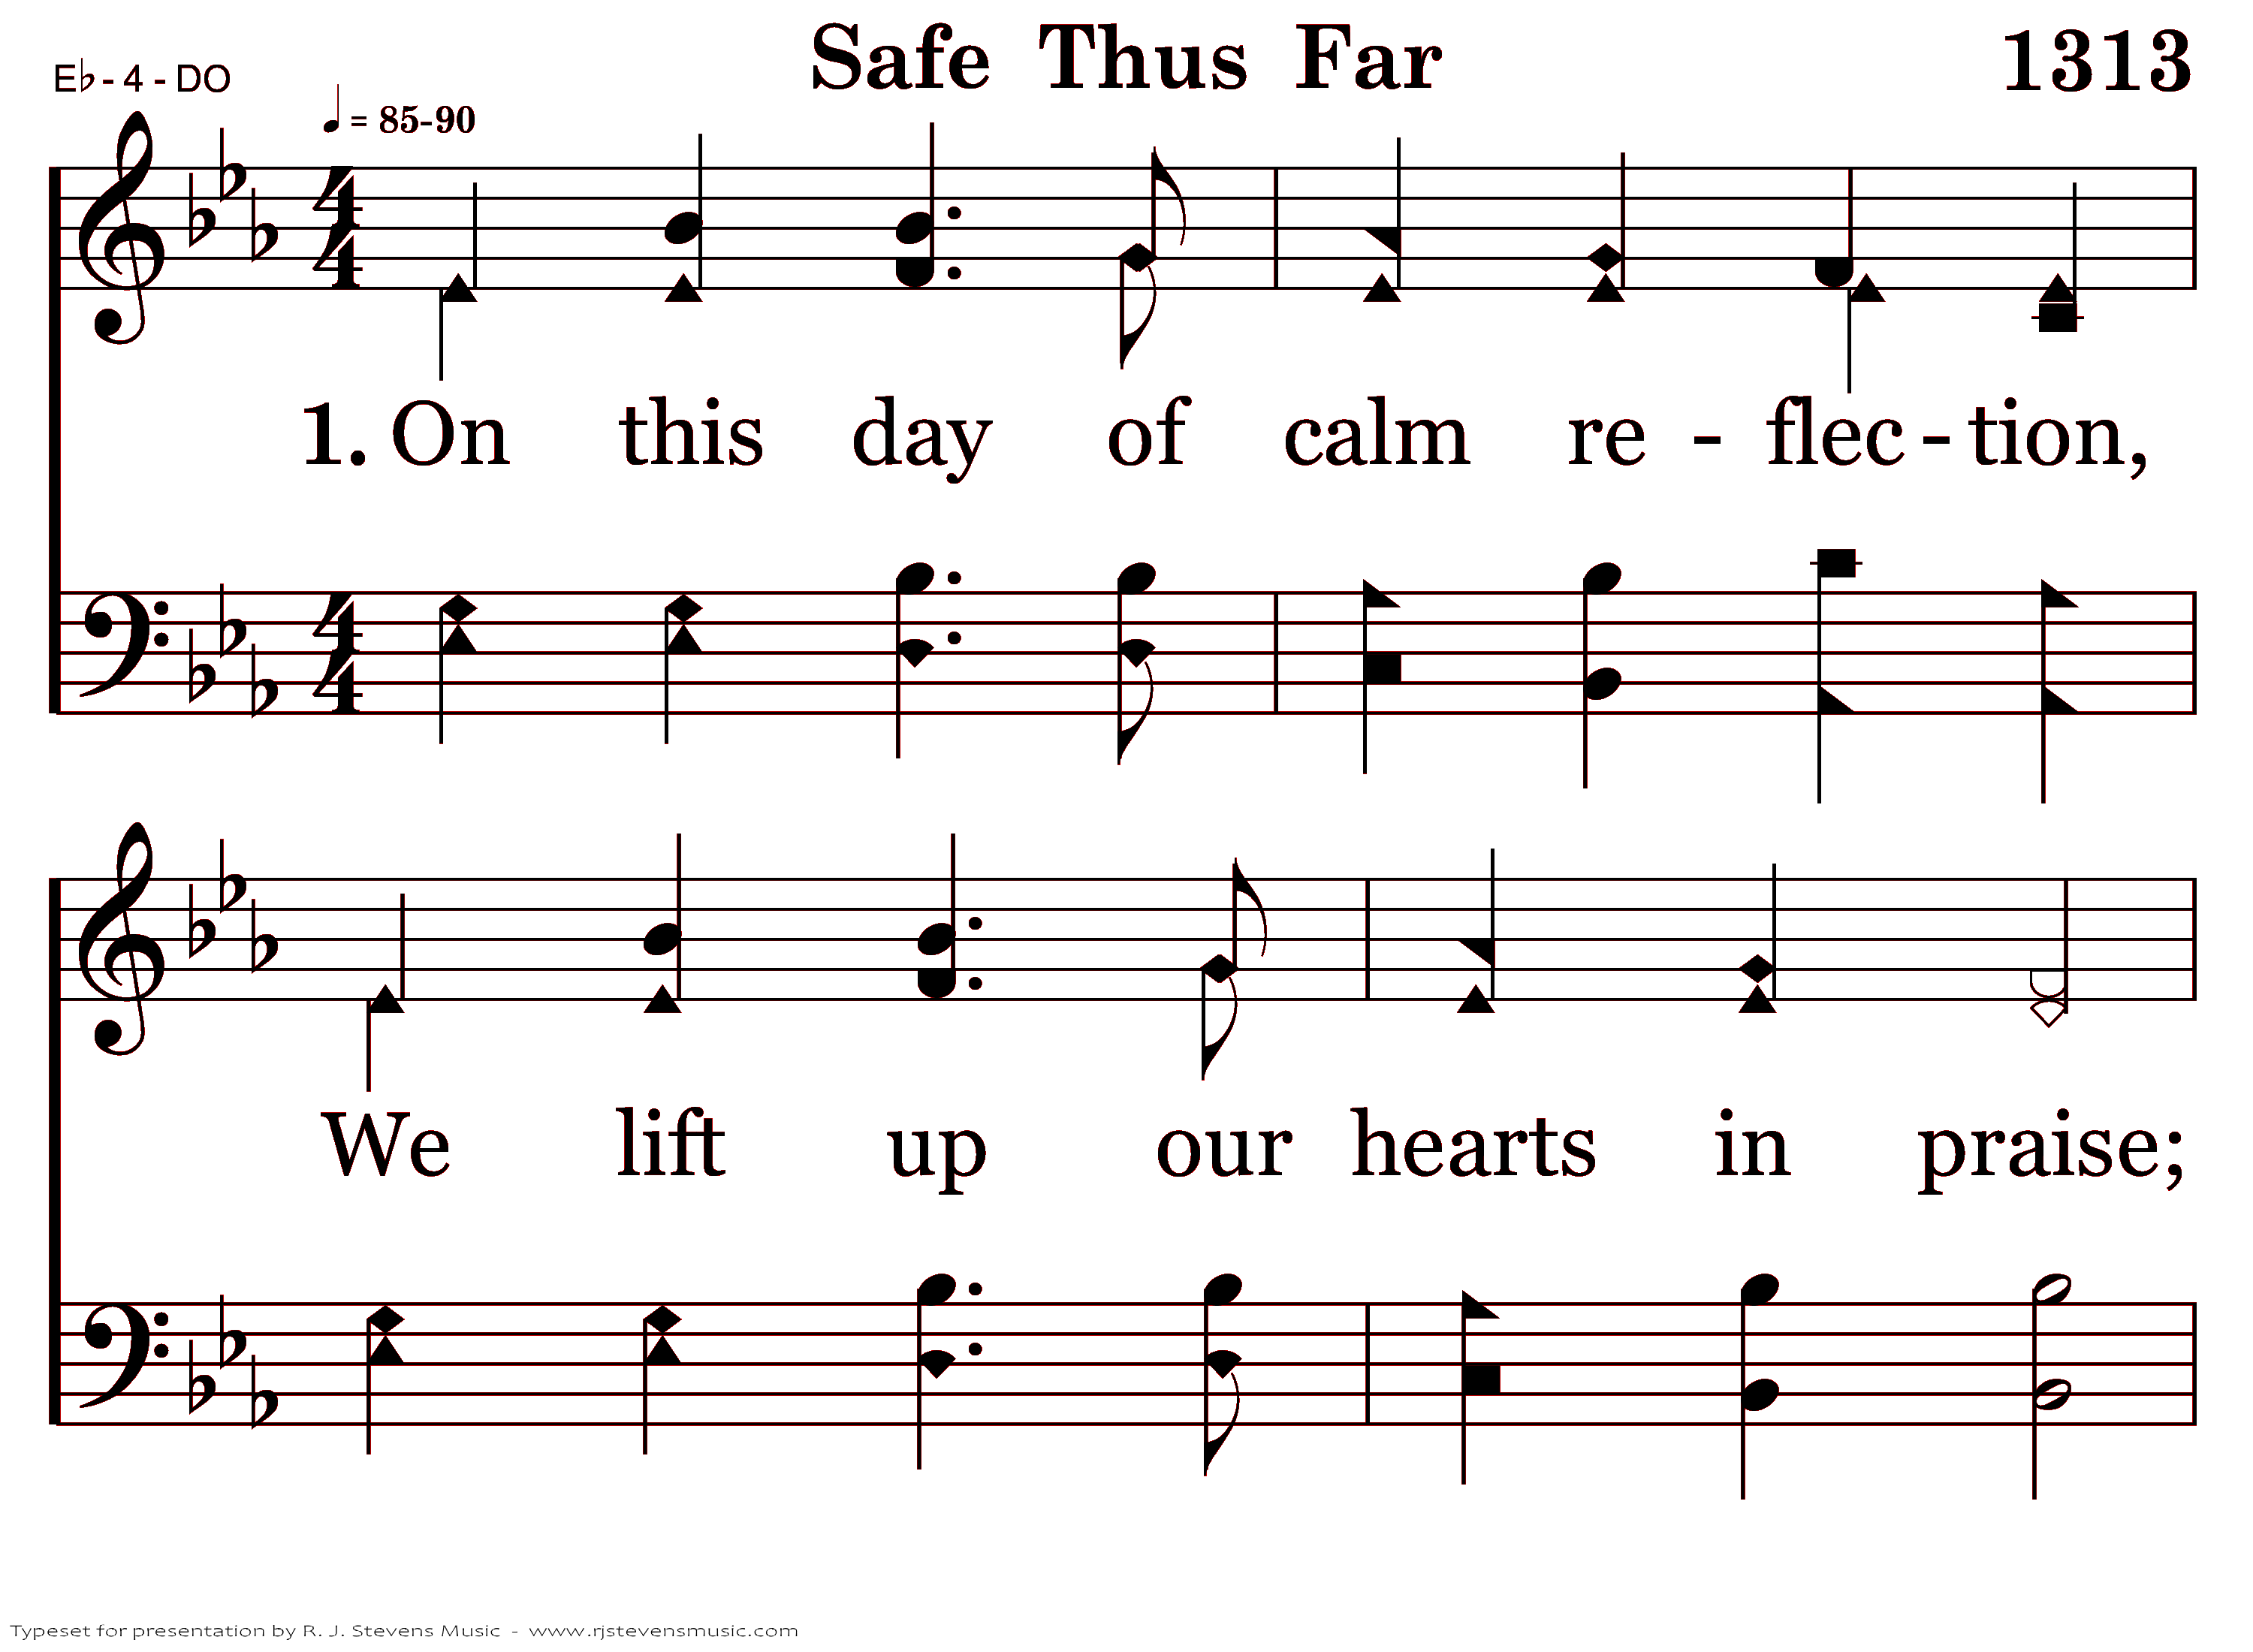 Safe Thus Far 1313
E♭- 4 - DO
♩ = 85-90
1. On this day of calm re - flec - tion,
We lift up our hearts in praise;
Typeset for presentation by R. J. Stevens Music - www.rjstevensmusic.com